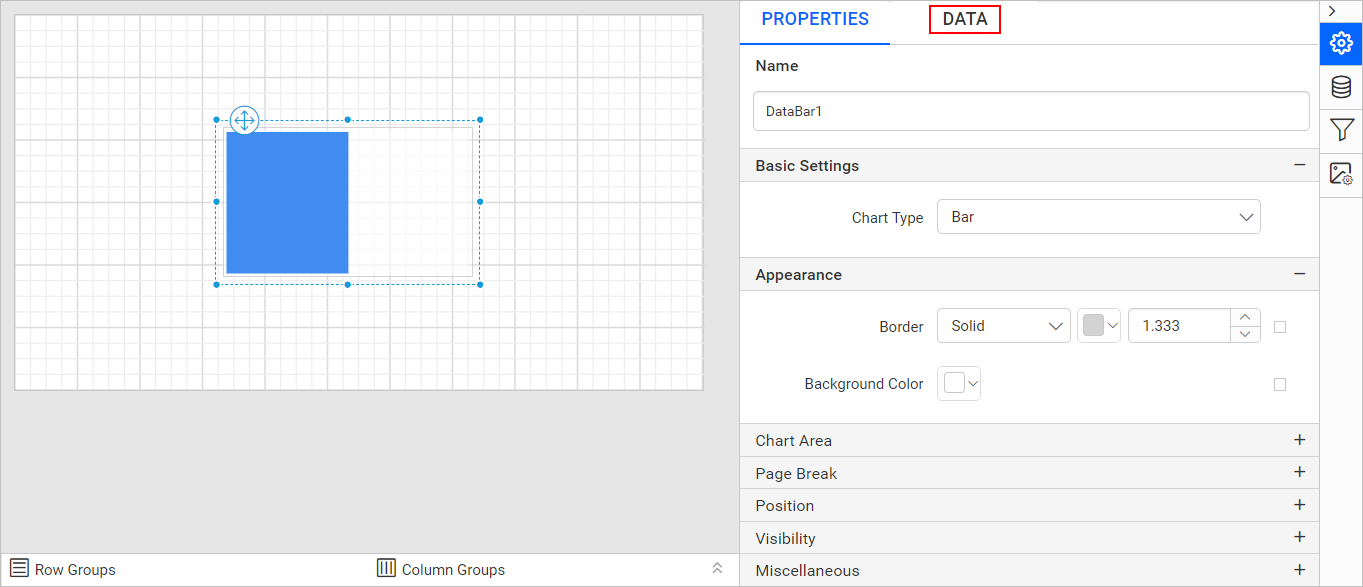 PROPERTIES
DATA
Name
DataBar1
Basic Settings
Chart Type
Bar
Appearance
Border
Solid
1.333
Background Color
Chart Area
Page Break
Position
Visibility
Miscellaneous
Row Groups
Column Groups